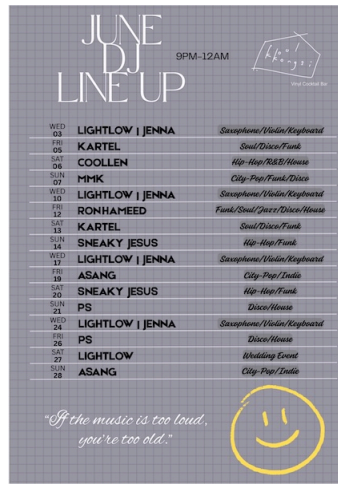 JUNE
DJ
LINE UP
9PM-12AM
Vinyl Cocktail Bar
WED 03 LIGHTLOW | JENNA Saxophone/Violin/Keyboard
FRI 05 KARTEL Soul/Disco/Funk
SAT 06 COOLLEN Hip-Hop/R&B/House
SUN 07 MMK City-Pop/Funk/Disco
WED 10 LIGHTLOW | JENNA Saxophone/Violin/Keyboard
FRI 12 RONHAMEED Funk/Soul/Jazz/Disco/House
SAT 13 KARTEL Soul/Disco/Funk
SUN 14 SNEAKY JESUS Hip-Hop/Funk
WED 17 LIGHTLOW | JENNA Saxophone/Violin/Keyboard
FRI 19 ASANG City-Pop/Indie
SAT 20 SNEAKY JESUS Hip-Hop/Funk
SUN 21 PS Disco/House
WED 24 LIGHTLOW | JENNA Saxophone/Violin/Keyboard
FRI 26 PS Disco/House
SAT 27 LIGHTLOW Wedding Event
SUN 28 ASANG City-Pop/Indie
"If the music is too loud,
you're too old."